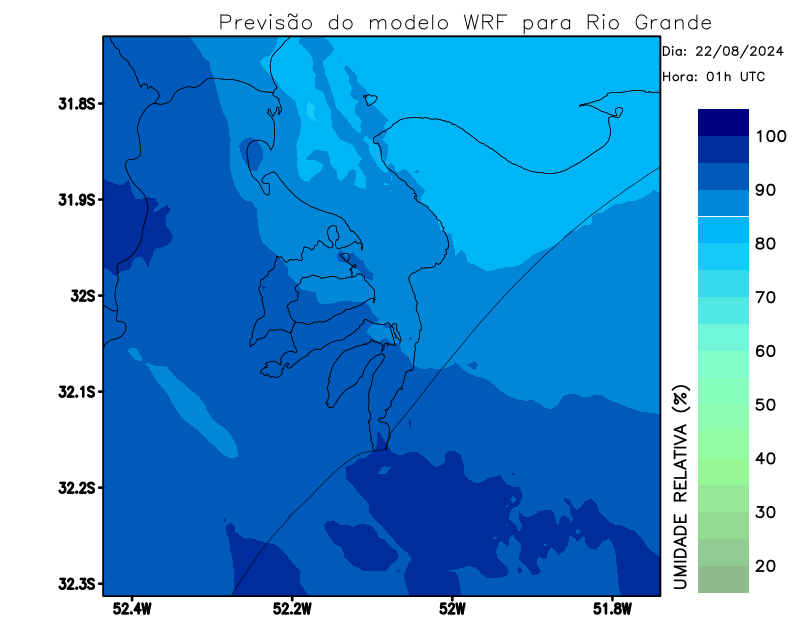 Previsão do modelo WRF para Rio Grande
Dia: 22/08/2024
Hora: 01h UTC
31.8S
31.9S
32S
32.1S
32.2S
32.3S
52.4W
52.2W
52W
51.8W
100
90
80
70
60
50
40
30
20
UMIDADE RELATIVA (%)